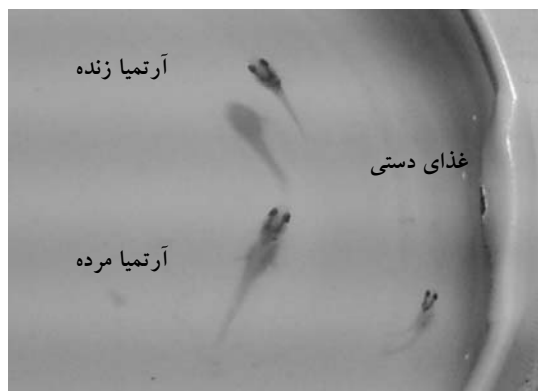 آرتمیا زنده
غذای دستی
آرتمیا مرده